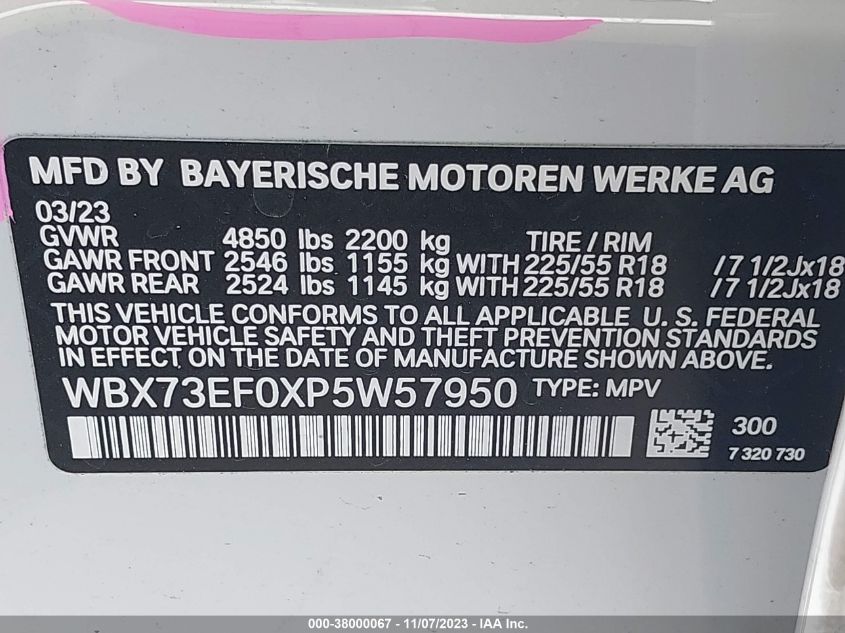 MFD BY BAYERISCHE MOTOREN WERKE AG
03/23
GVWR 4850 lbs 2200 kg TIRE / RIM
GAWR FRONT 2546 lbs 1155 kg WITH 225/55 R18 /7 1/2Jx18
GAWR REAR 2524 lbs 1145 kg WITH 225/55 R18 /7 1/2Jx18
THIS VEHICLE CONFORMS TO ALL APPLICABLE U. S. FEDERAL
MOTOR VEHICLE SAFETY AND THEFT PREVENTION STANDARDS
IN EFFECT ON THE DATE OF MANUFACTURE SHOWN ABOVE.
WBX73EF0XP5W57950 TYPE: MPV
300
7 320 730
000-38000067 - 11/07/2023 - IAA Inc.